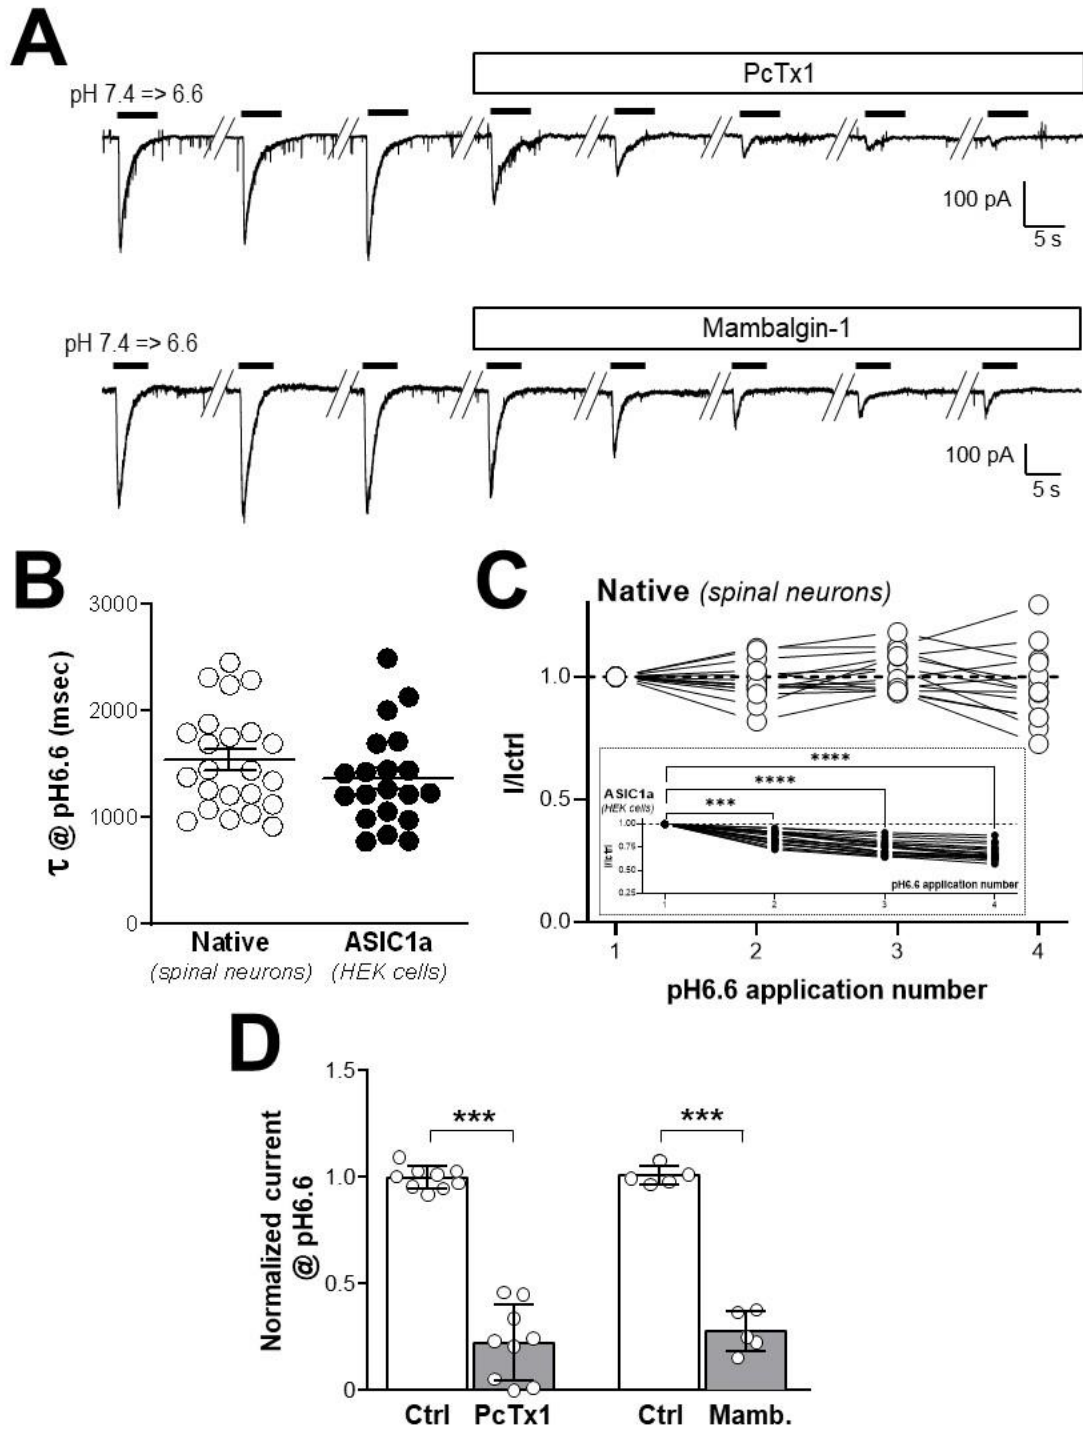 A
PcTx1
pH 7.4 => 6.6
100 pA
5 s
Mambalgin-1
pH 7.4 => 6.6
100 pA
5 s
B
3000
2000
1000
0
τ @ pH6.6 (msec)
Native
(spinal neurons)
ASIC1a
(HEK cells)
C
Native (spinal neurons)
1.0
0.5
0.0
I/Ictrl
****
****
***
ASIC1a
(HEK cells)
1.00
0.75
0.50
0.25
I/Ictrl
pH6.6 application number
1 2 3 4
1 2 3 4
pH6.6 application number
D
1.5
1.0
0.5
0
Normalized current
@ pH6.6
*** ***
Ctrl PcTx1 Ctrl Mamb.